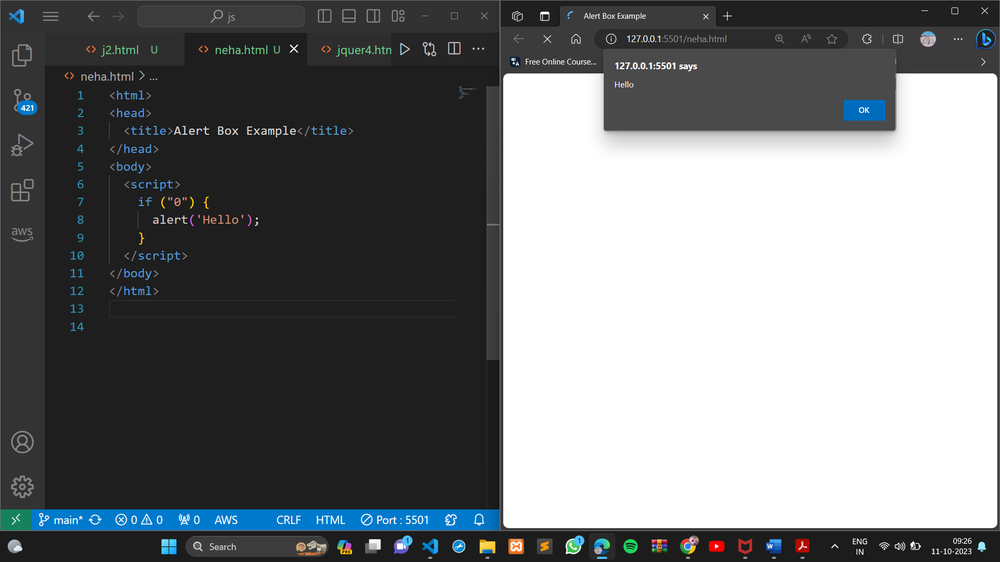 js
j2.html U
neha.html U
jquer4.htm
neha.html > ...
1 <html>
2 <head>
3 <title>Alert Box Example</title>
4 </head>
5 <body>
6 <script>
7 if ("0") {
8 alert('Hello');
9 }
10 </script>
11 </body>
12 </html>
13
14
421
aws
main* 0 0 0 AWS CRLF HTML Port : 5501
Alert Box Example
127.0.0.1:5501/neha.html
Free Online Course...
127.0.0.1:5501 says
Hello
OK
Search
PRE
1
1
ENG
IN
09:26
11-10-2023